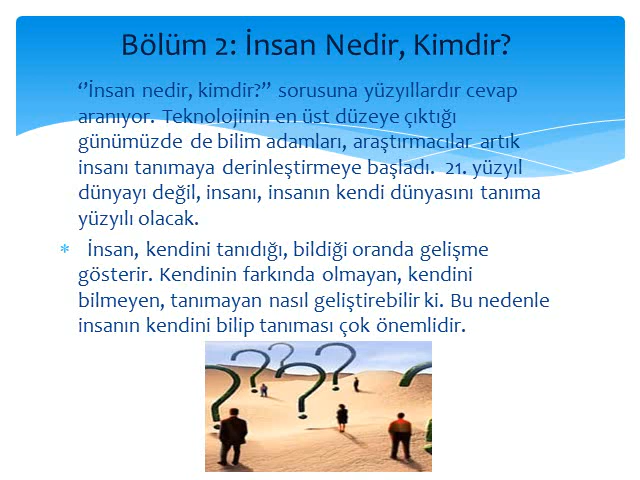 Bölüm 2: İnsan Nedir, Kimdir?
‘’İnsan nedir, kimdir?’’ sorusuna yüzyıllardır cevap
aranıyor. Teknolojinin en üst düzeye çıktığı
günümüzde de bilim adamları, araştırmacılar artık
insanı tanımaya derinleştirmeye başladı. 21. yüzyıl
dünyayı değil, insanı, insanın kendi dünyasını tanıma
yüzyılı olacak.
* İnsan, kendini tanıdığı, bildiği oranda gelişme
gösterir. Kendinin farkında olmayan, kendini
bilmeyen, tanımayan nasıl geliştirebilir ki. Bu nedenle
insanın kendini bilip tanıması çok önemlidir.